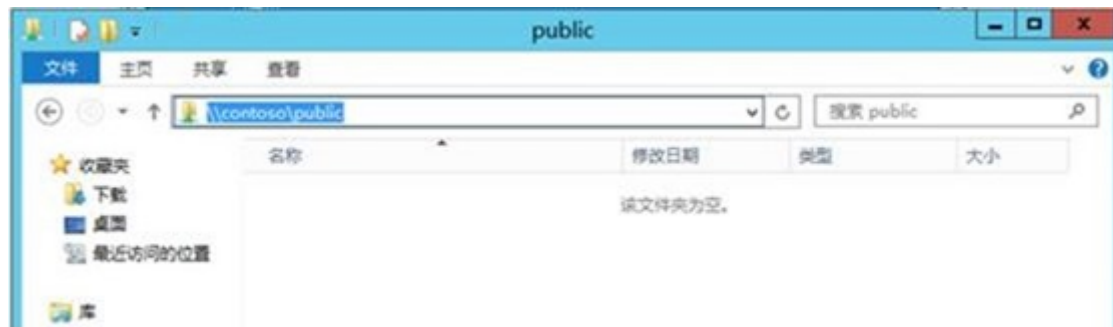 public
文件 主页 共享 查看
\\contoso\public
搜索 public
名称 修改日期 类型 大小
该文件夹为空。
收藏夹
下载
桌面
最近访问的位置
库